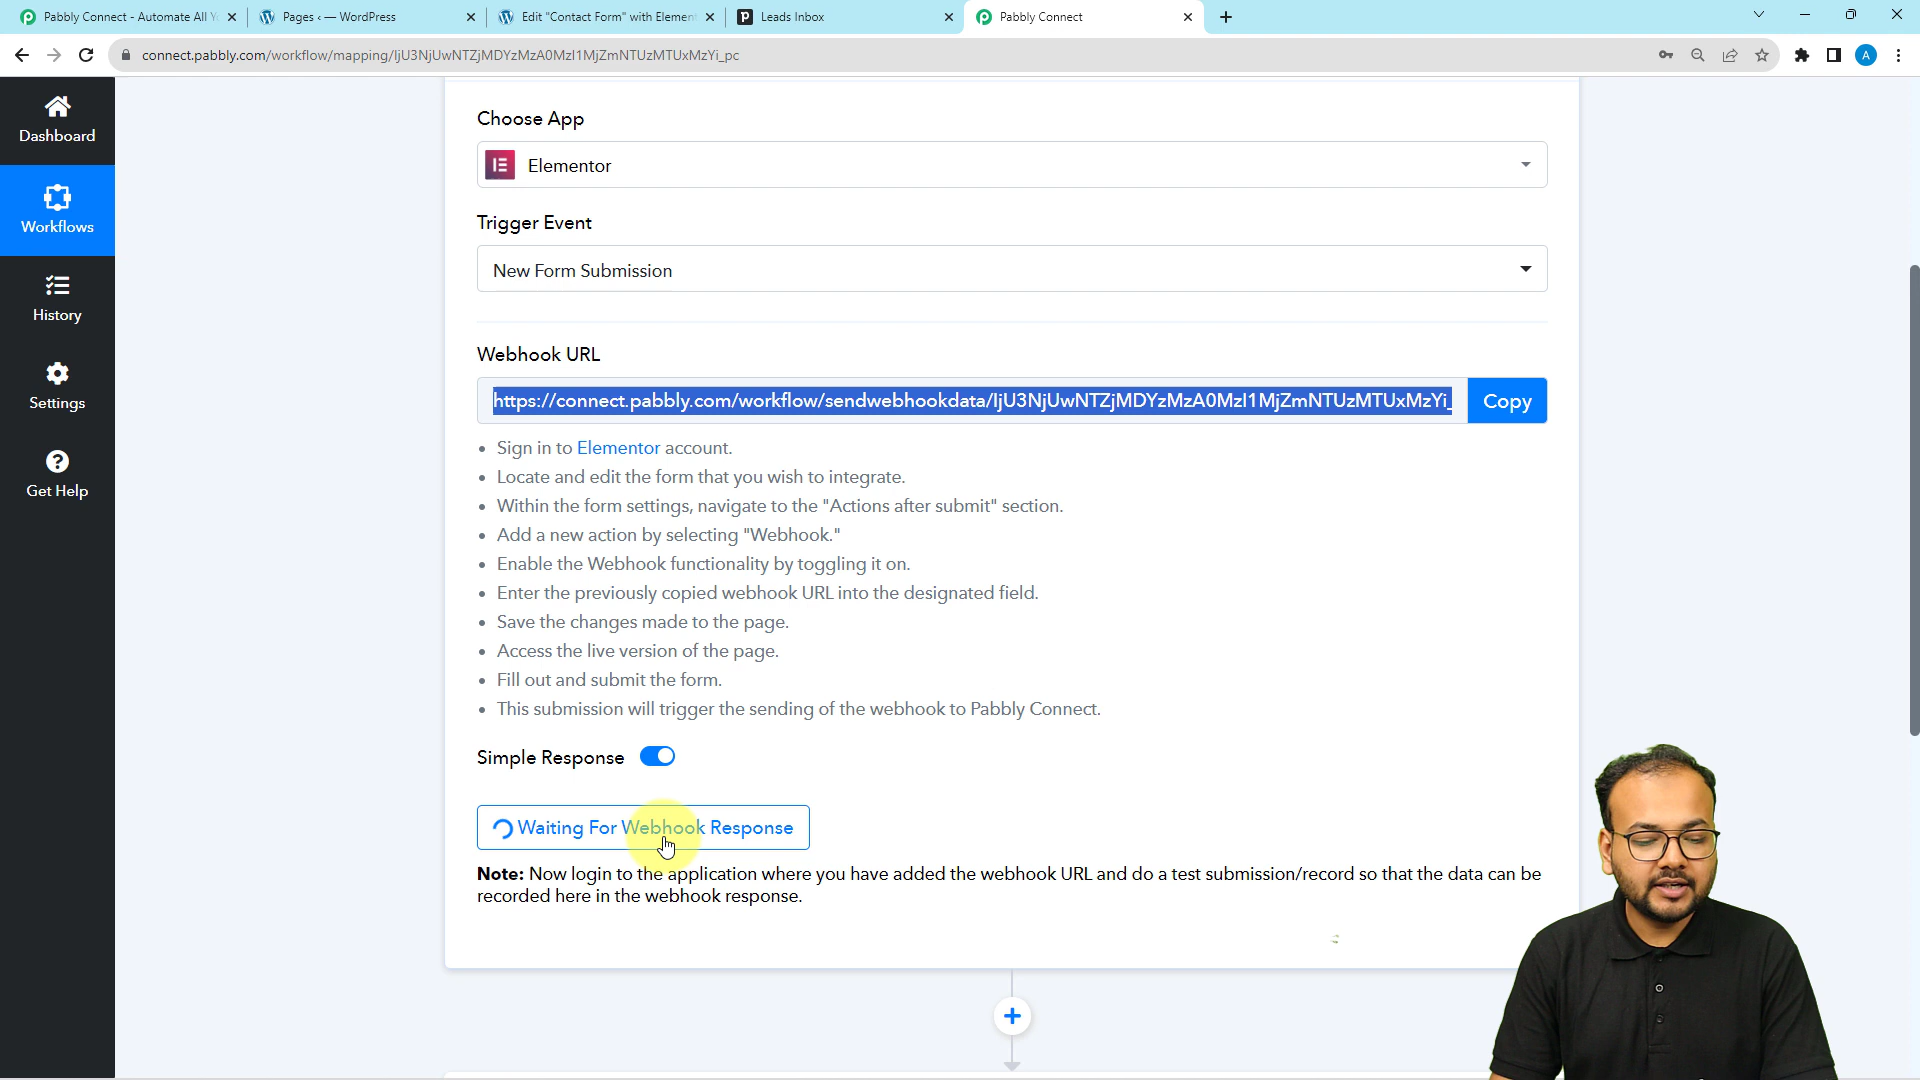 Pabbly Connect - Automate All Y
Pages ‹ — WordPress
Edit "Contact Form" with Element
Leads Inbox
Pabbly Connect
connect.pabbly.com/workflow/mapping/IjU3NjUwNTZjMDYzMzA0MzI1MjZmNTUzMTUxMzYi_pc
A
Dashboard
Workflows
History
Settings
Get Help
Choose App
Elementor
Trigger Event
New Form Submission
Webhook URL
https://connect.pabbly.com/workflow/sendwebhookdata/IjU3NjUwNTZjMDYzMzA0MzI1MjZmNTUzMTUxMzYi_
Copy
Sign in to Elementor account.
Locate and edit the form that you wish to integrate.
Within the form settings, navigate to the "Actions after submit" section.
Add a new action by selecting "Webhook."
Enable the Webhook functionality by toggling it on.
Enter the previously copied webhook URL into the designated field.
Save the changes made to the page.
Access the live version of the page.
Fill out and submit the form.
This submission will trigger the sending of the webhook to Pabbly Connect.
Simple Response
Waiting For Webhook Response
Note: Now login to the application where you have added the webhook URL and do a test submission/record so that the data can be
recorded here in the webhook response.